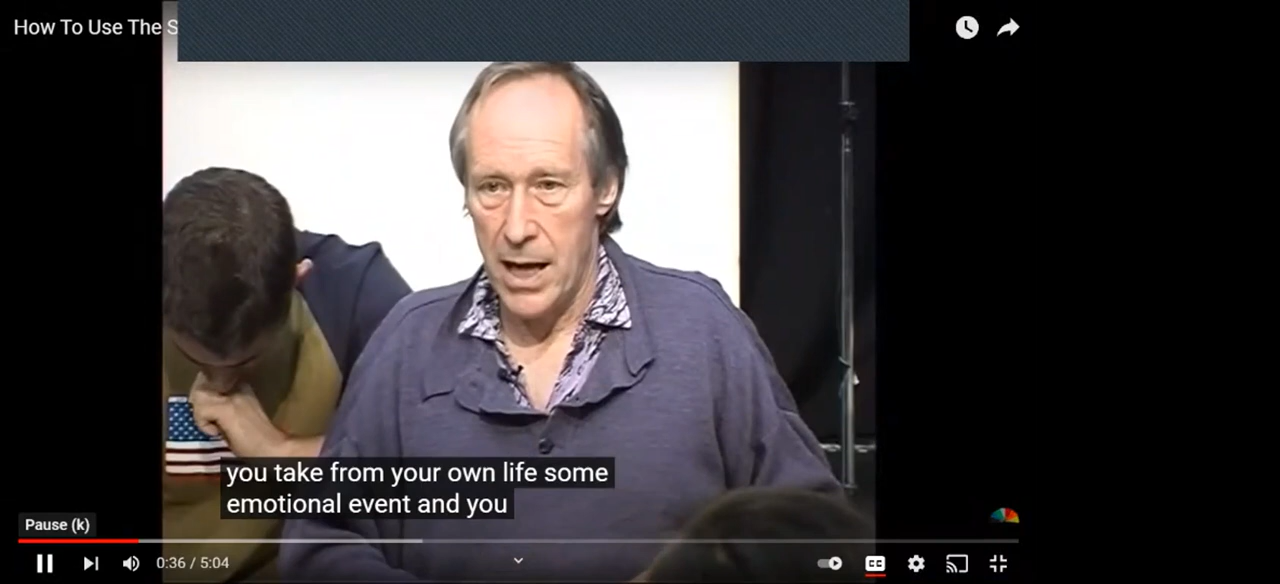 How To Use The S
you take from your own life some
emotional event and you
Pause (k)
0:36 / 5:04
CC